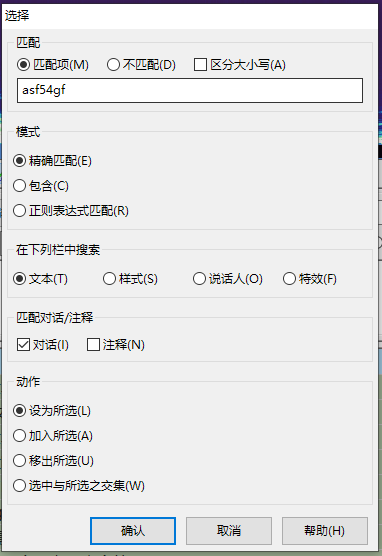 选择
匹配
匹配项(M) 不匹配(D) 区分大小写(A)
asf54gf
模式
精确匹配(E)
包含(C)
正则表达式匹配(R)
在下列栏中搜索
文本(T) 样式(S) 说话人(O) 特效(F)
匹配对话/注释
对话(I) 注释(N)
动作
设为所选(L)
加入所选(A)
移出所选(U)
选中与所选之交集(W)
确认 取消 帮助(H)